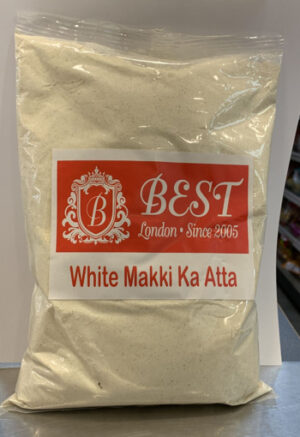 B
BEST
London • Since 2005
White Makki Ka Atta